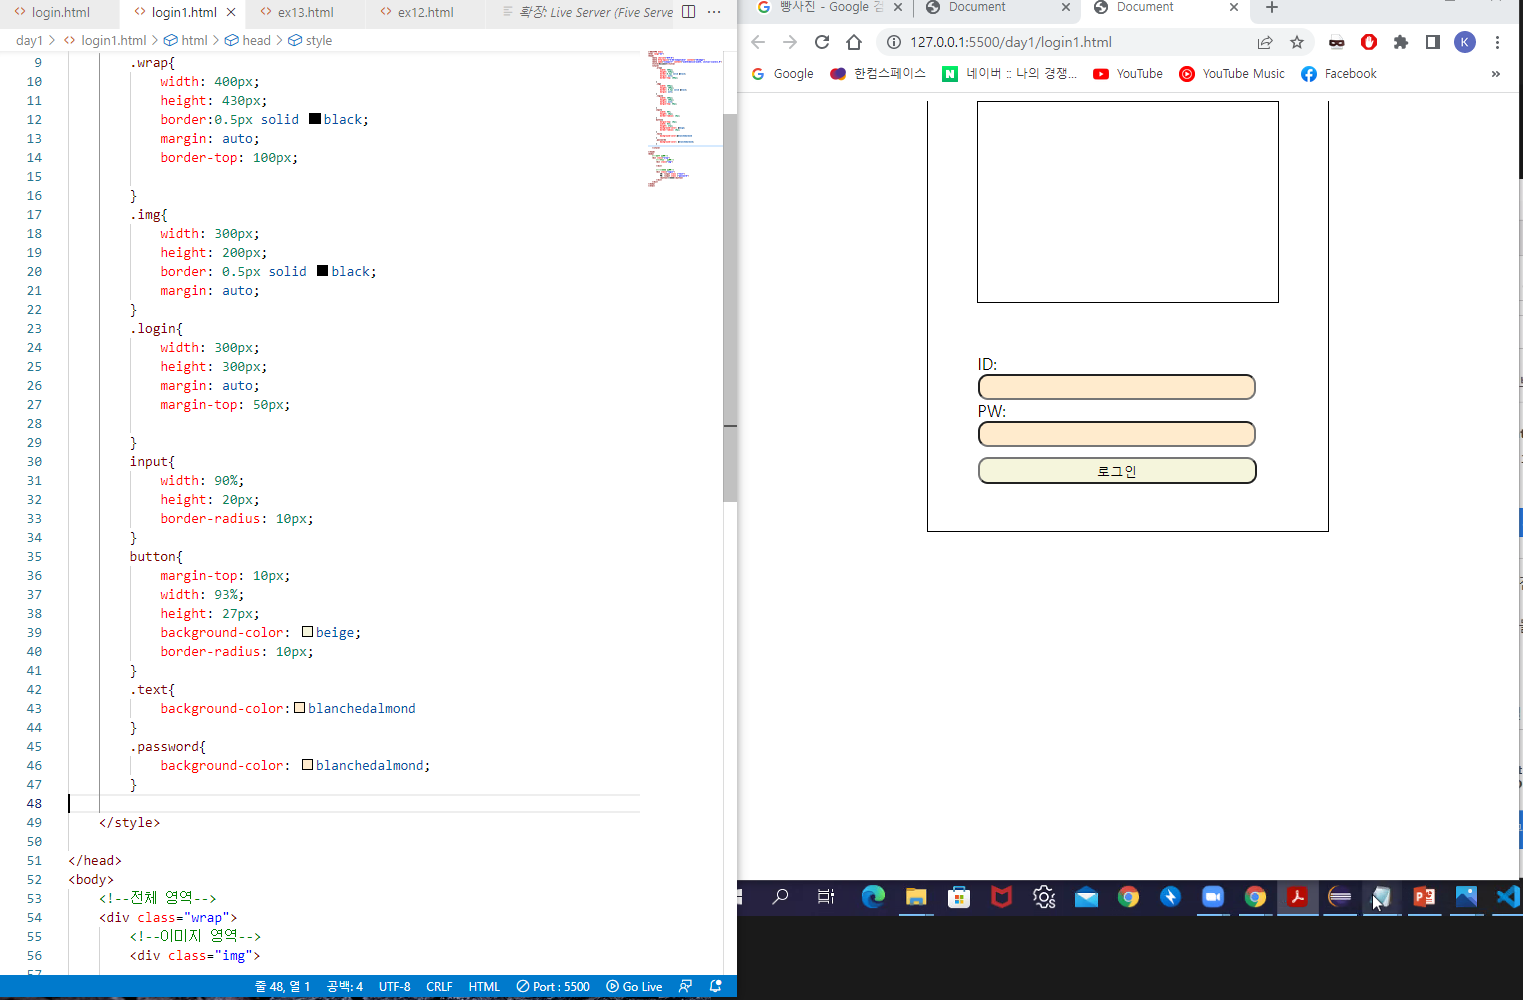 login.html
login1.html
ex13.html
ex12.html
확장: Live Server (Five Serve
day1 > login1.html > html > head > style
9 .wrap{
10 width: 400px;
11 height: 430px;
12 border:0.5px solid black;
13 margin: auto;
14 border-top: 100px;
15
16 }
17 .img{
18 width: 300px;
19 height: 200px;
20 border: 0.5px solid black;
21 margin: auto;
22 }
23 .login{
24 width: 300px;
25 height: 300px;
26 margin: auto;
27 margin-top: 50px;
28
29 }
30 input{
31 width: 90%;
32 height: 20px;
33 border-radius: 10px;
34 }
35 button{
36 margin-top: 10px;
37 width: 93%;
38 height: 27px;
39 background-color: beige;
40 border-radius: 10px;
41 }
42 .text{
43 background-color: blanchedalmond
44 }
45 .password{
46 background-color: blanchedalmond;
47 }
48
49 </style>
50
51 </head>
52 <body>
53 <!--전체 영역-->
54 <div class="wrap">
55 <!--이미지 영역-->
56 <div class="img">
57
줄 48, 열 1 공백: 4 UTF-8 CRLF HTML Port : 5500 Go Live
빵사진 - Google 검
Document
Document
127.0.0.1:5500/day1/login1.html
K
Google
한컴스페이스
네이버 :: 나의 경쟁...
YouTube
YouTube Music
Facebook
»
ID:
PW:
로그인